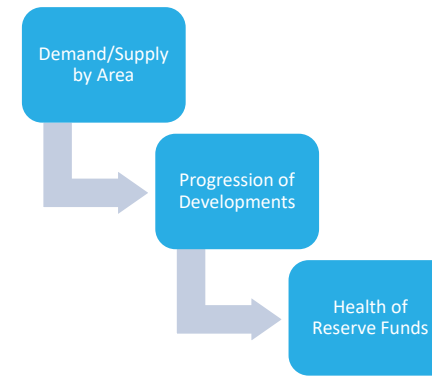 Demand/Supply
by Area
Progression of
Developments
Health of
Reserve Funds